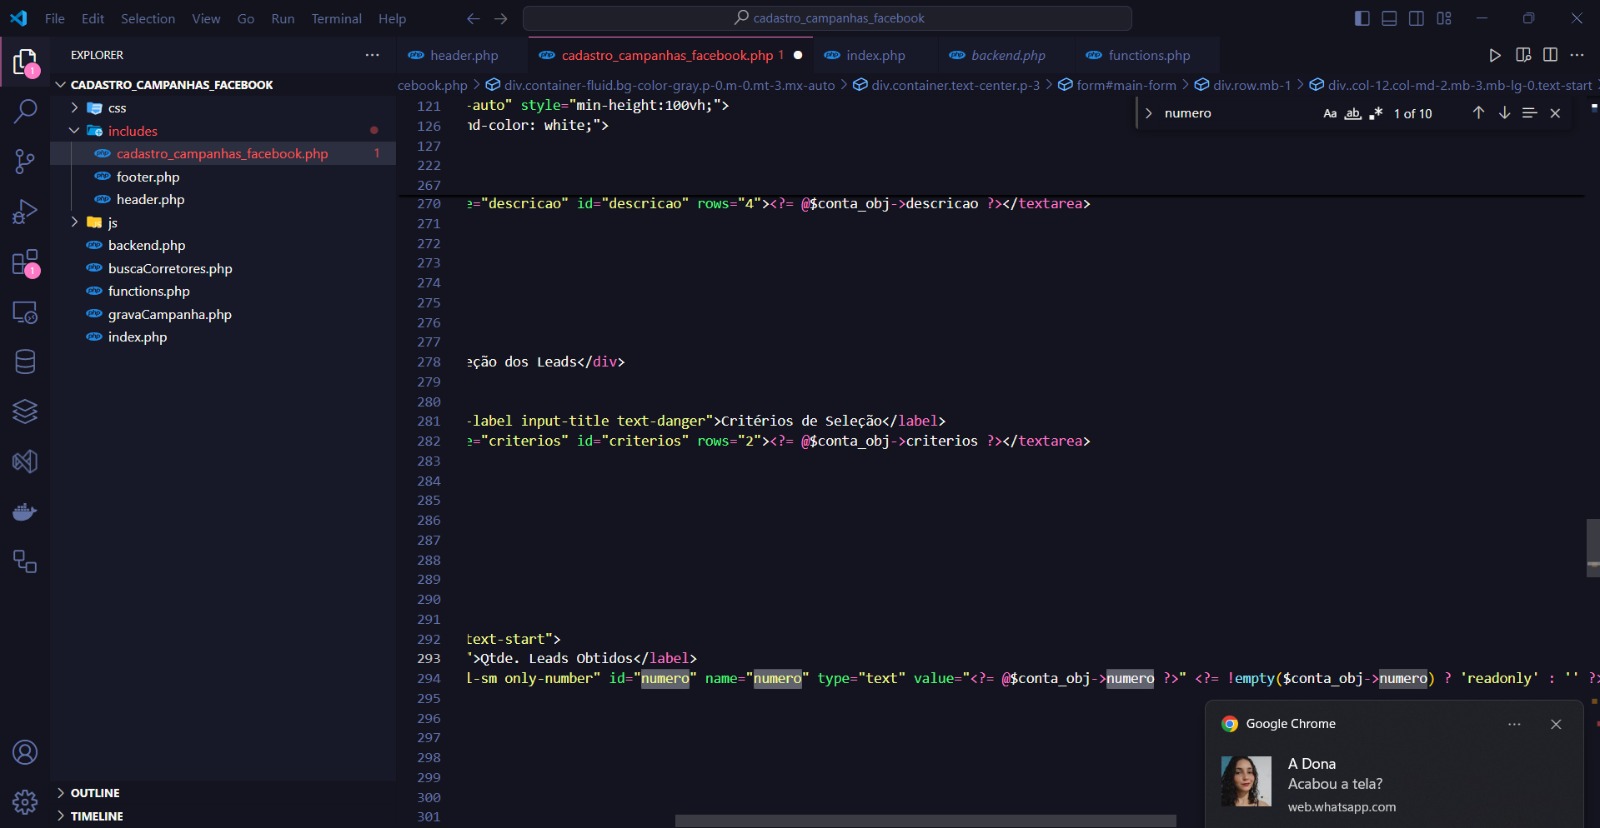 File Edit Selection View Go Run Terminal Help
cadastro_campanhas_facebook
EXPLORER
header.php
cadastro_campanhas_facebook.php 1
index.php
backend.php
functions.php
CADASTRO_CAMPANHAS_FACEBOOK
css
includes
cadastro_campanhas_facebook.php 1
footer.php
header.php
js
backend.php
buscaCorretores.php
functions.php
gravaCampanha.php
index.php
OUTLINE
TIMELINE
1
1
cebook.php > div.container-fluid.bg-color-gray.p-0.m-0.mt-3.mx-auto > div.container.text-center.p-3 > form#main-form > div.row.mb-1 > div..col-12.col-md-2.mb-3.mb-lg-0.text-start >
numero Aa ab 1 of 10
121 -auto" style="min-height:100vh;">
126 nd-color: white;">
127
222
267
270 e="descricao" id="descricao" rows="4"><?= @$conta_obj->descricao ?></textarea>
271
272
273
274
275
276
277
278 eção dos Leads</div>
279
280
281 -label input-title text-danger">Critérios de Seleção</label>
282 e="criterios" id="criterios" rows="2"><?= @$conta_obj->criterios ?></textarea>
283
284
285
286
287
288
289
290
291
292 text-start">
293 ">Qtde. Leads Obtidos</label>
294 l-sm only-number" id="numero" name="numero" type="text" value="<?= @$conta_obj->numero ?>" <?= !empty($conta_obj->numero) ? 'readonly' : '' ?>
295
296
297
298
299
300
301
Google Chrome
A Dona
Acabou a tela?
web.whatsapp.com